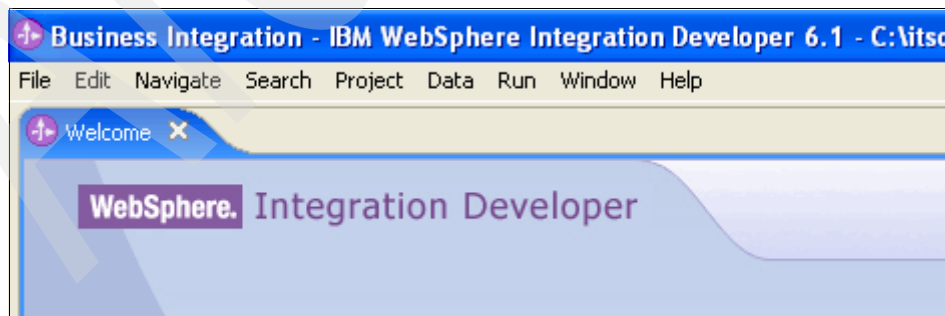 Business Integration - IBM WebSphere Integration Developer 6.1 - C:\itso
File Edit Navigate Search Project Data Run Window Help
Welcome
WebSphere. Integration Developer